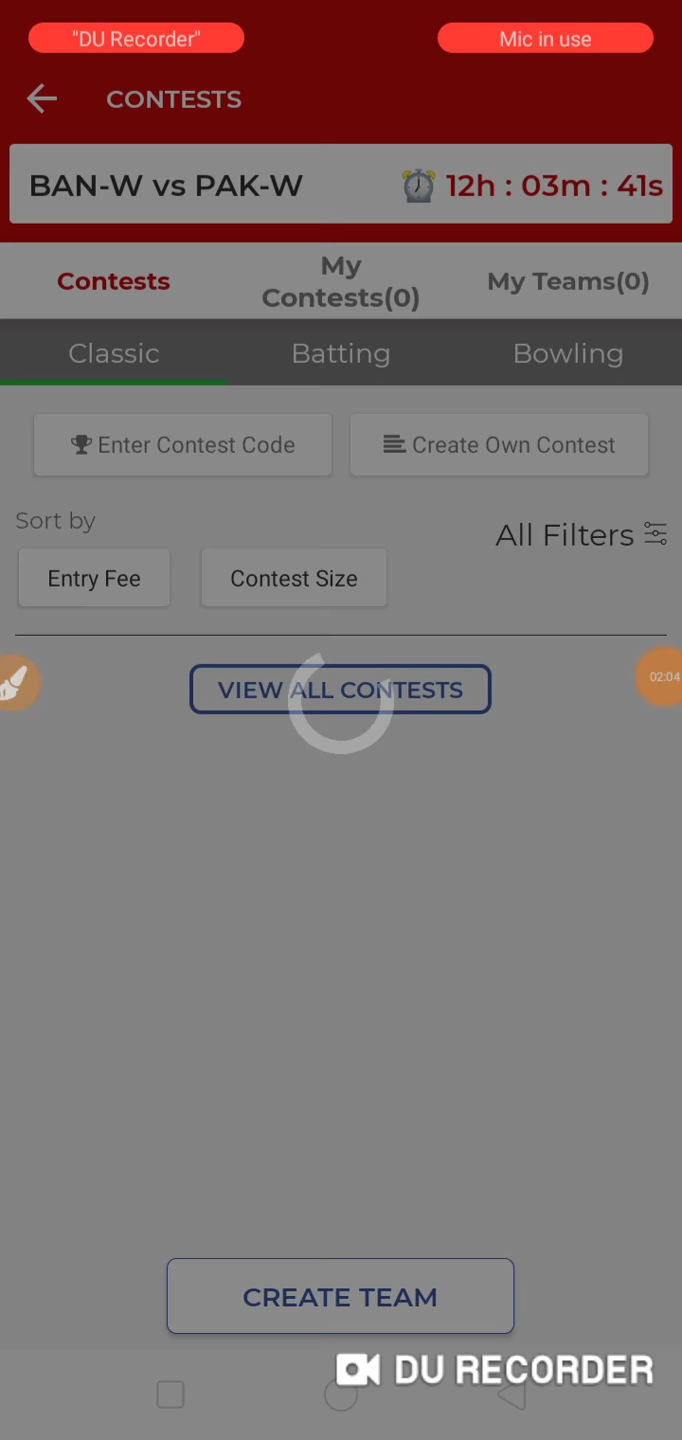 "DU Recorder" Mic in use
CONTESTS
BAN-W vs PAK-W 12h : 03m : 41s
Contests My Contests(0) My Teams(0)
Classic Batting Bowling
Enter Contest Code Create Own Contest
Sort by All Filters
Entry Fee Contest Size
VIEW ALL CONTESTS
02:04
CREATE TEAM
DU RECORDER